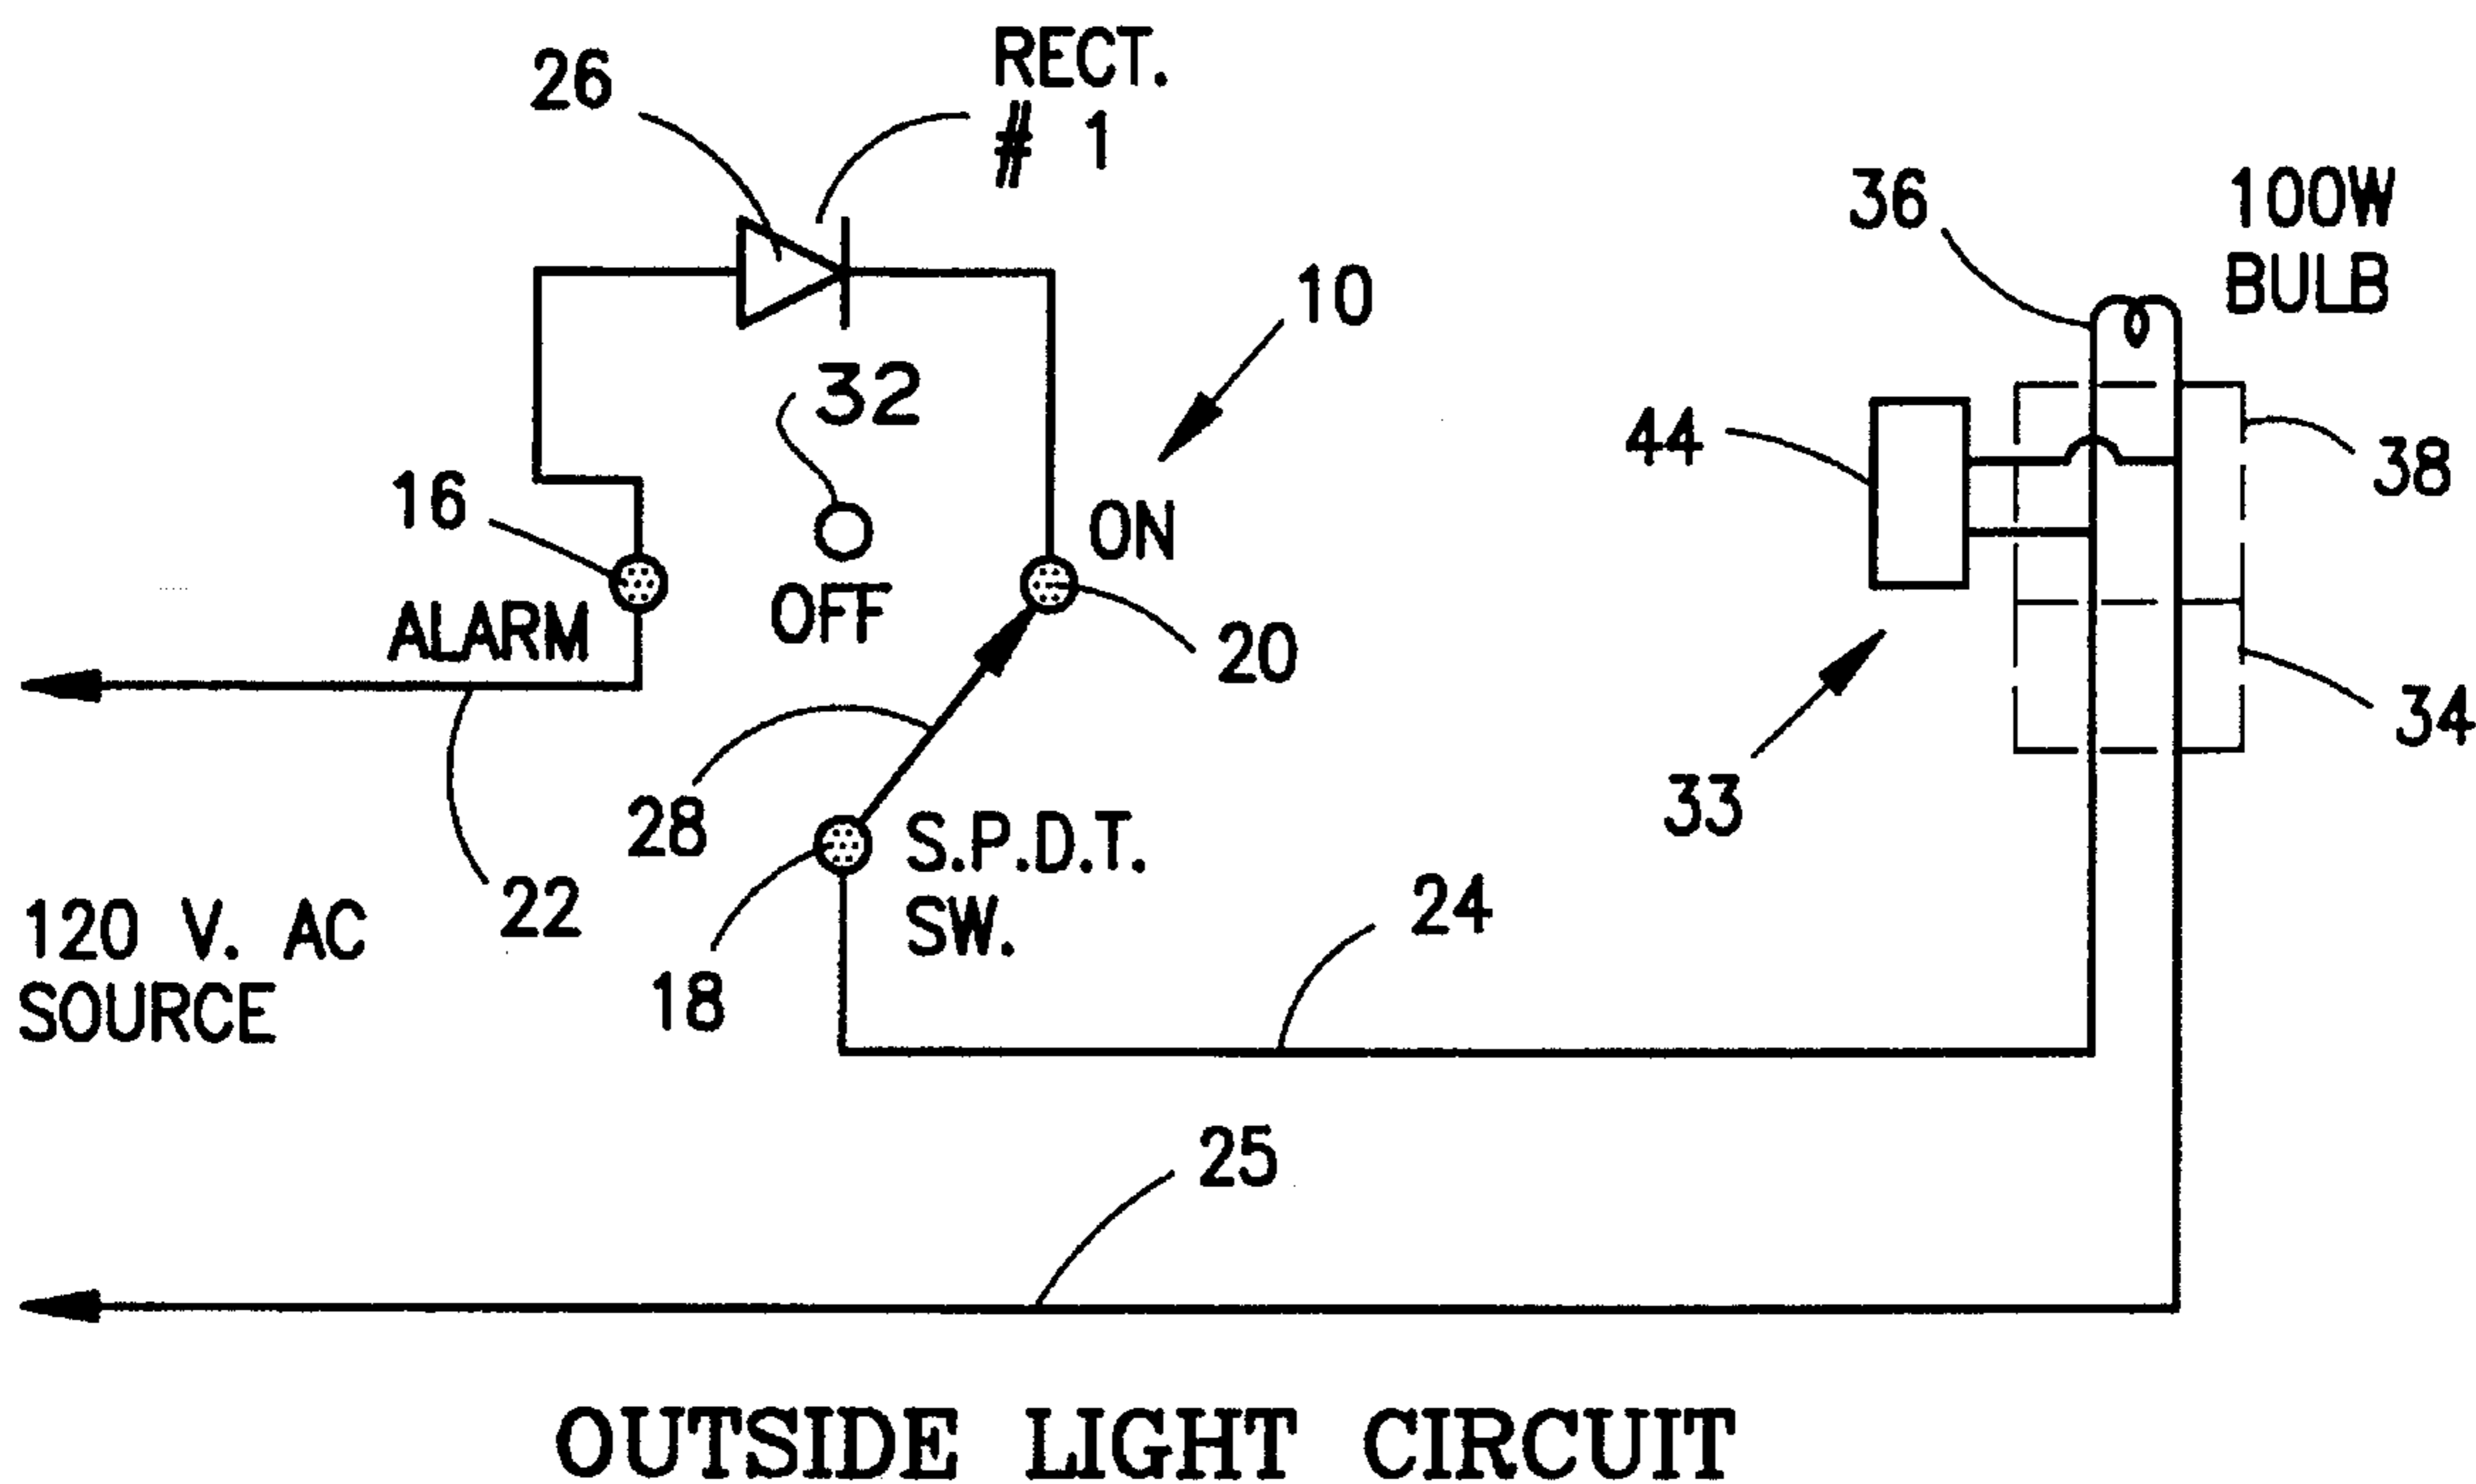 26
RECT.
# 1
36
100W
BULB
10
32
44
38
16
ON
OFF
ALARM
20
34
33
28
S.P.D.T.
SW.
22
24
120 V. AC
SOURCE
18
25
OUTSIDE LIGHT CIRCUIT